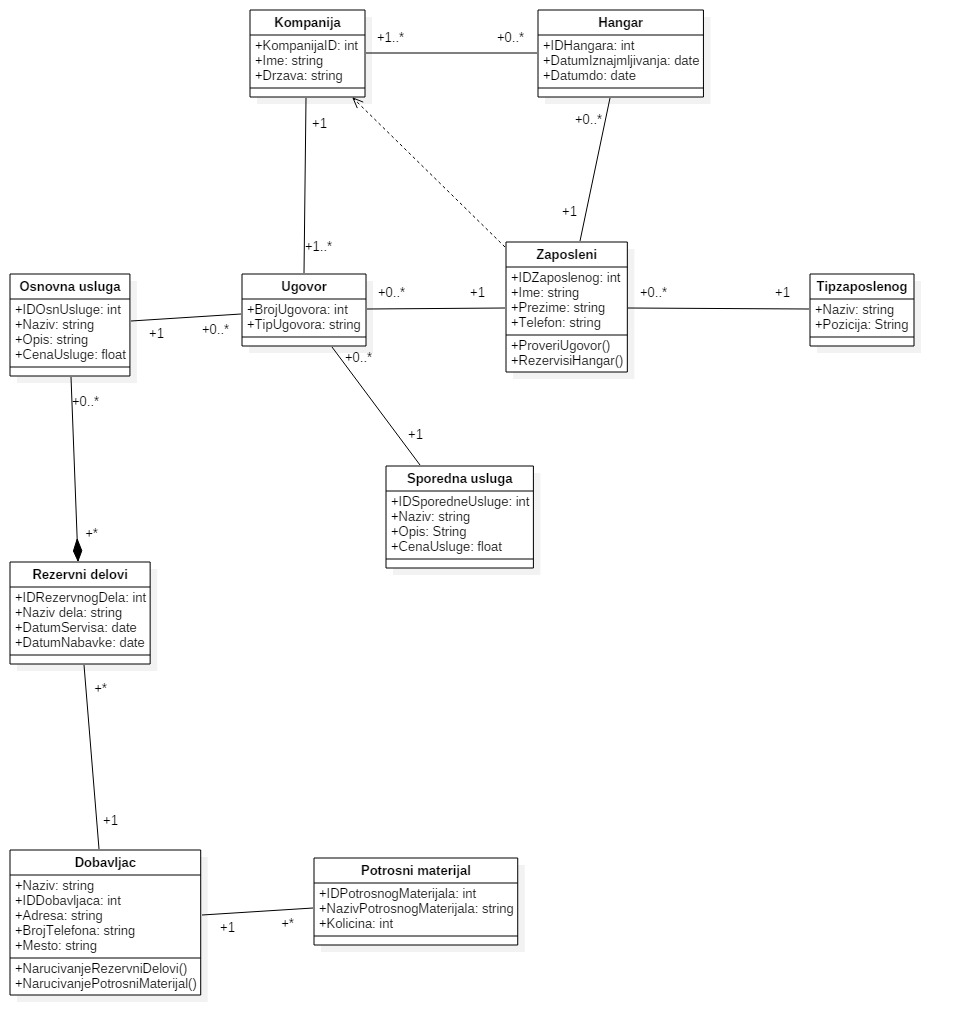 Kompanija
+KompanijaID: int
+Ime: string
+Drzava: string
+1..*
+0..*
Hangar
+IDHangara: int
+DatumIznajmljivanja: date
+Datumdo: date
+1
+0..*
+1..*
+1
Osnovna usluga
+IDOsnUsluge: int
+Naziv: string
+Opis: string
+CenaUsluge: float
+1
+0..*
Ugovor
+BrojUgovora: int
+TipUgovora: string
+0..*
+1
Zaposleni
+IDZaposlenog: int
+Ime: string
+Prezime: string
+Telefon: string
+ProveriUgovor()
+RezervisiHangar()
+0..*
+1
Tipzaposlenog
+Naziv: string
+Pozicija: String
+0..*
+1
Sporedna usluga
+IDSporedneUsluge: int
+Naziv: string
+Opis: String
+CenaUsluge: float
+0..*
+*
Rezervni delovi
+IDRezervnogDela: int
+Naziv dela: string
+DatumServisa: date
+DatumNabavke: date
+*
+1
Dobavljac
+Naziv: string
+IDDobavljaca: int
+Adresa: string
+BrojTelefona: string
+Mesto: string
+NarucivanjeRezervniDelovi()
+NarucivanjePotrosniMaterijal()
+1
+*
Potrosni materijal
+IDPotrosnogMaterijala: int
+NazivPotrosnogMaterijala: string
+Kolicina: int